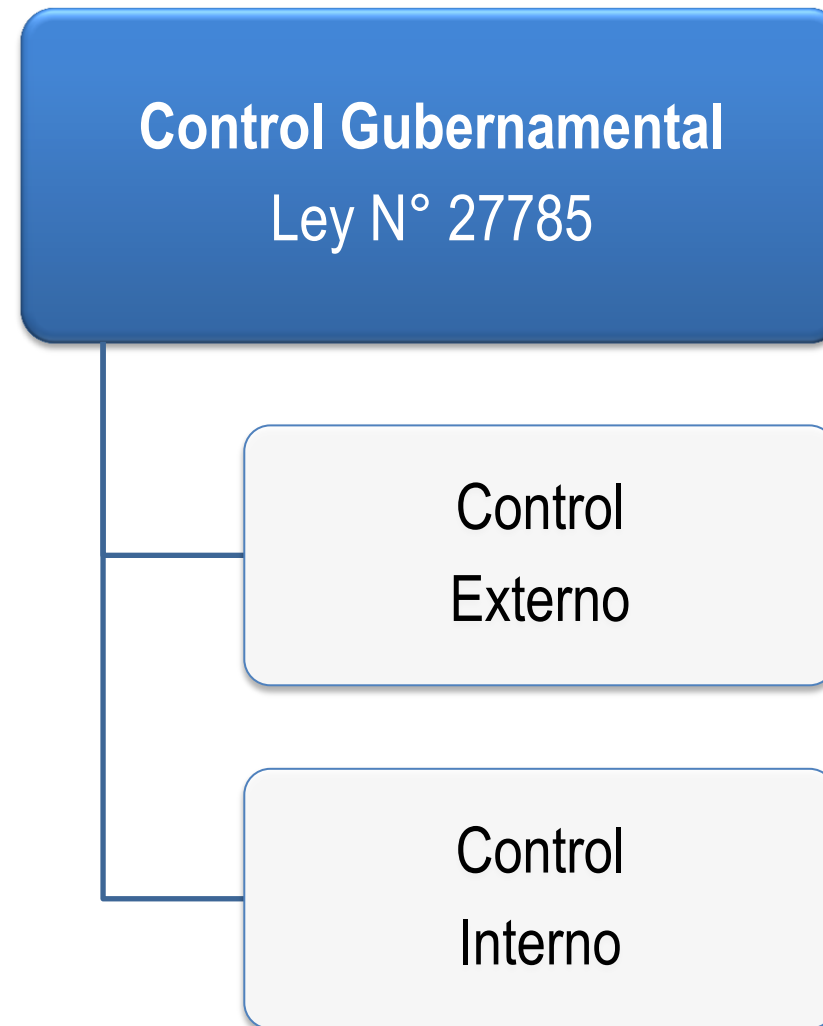 Control Gubernamental
Ley N° 27785
Control
Externo
Control
Interno